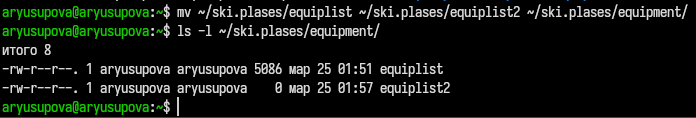 aryusupova@aryusupova:~$ mv ~/ski.plases/equiplist ~/ski.plases/equiplist2 ~/ski.plases/equipment/
aryusupova@aryusupova:~$ ls -l ~/ski.plases/equipment/
итого 8
-rw-r--r--. 1 aryusupova aryusupova 5086 мар 25 01:51 equiplist
-rw-r--r--. 1 aryusupova aryusupova    0 мар 25 01:57 equiplist2
aryusupova@aryusupova:~$